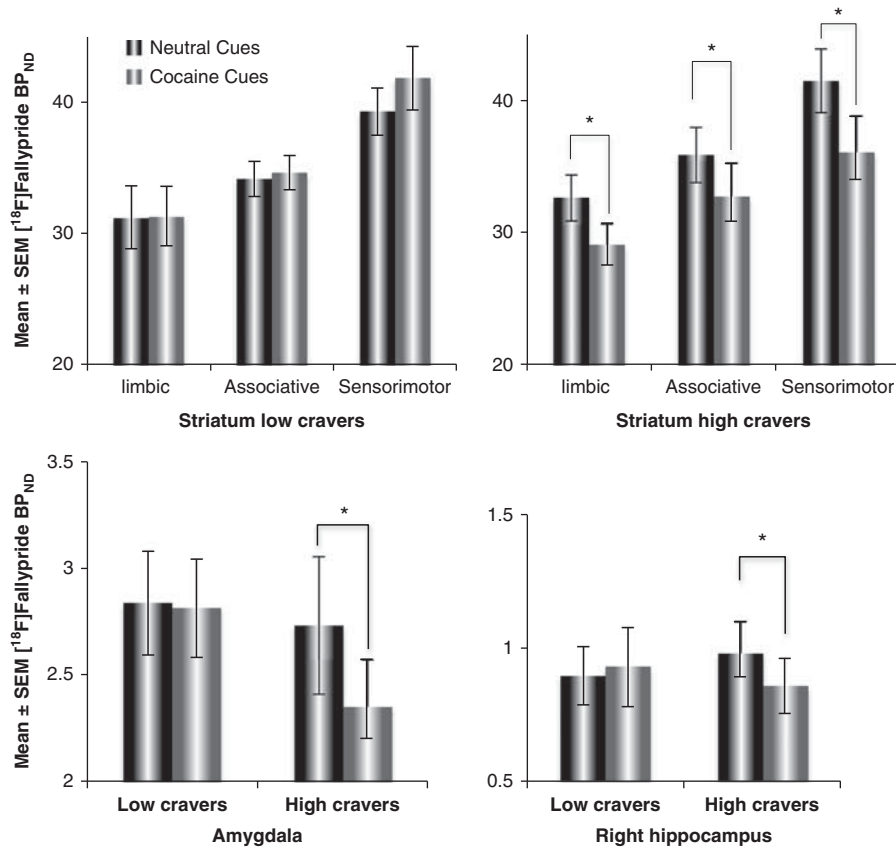 Neutral Cues
Cocaine Cues
Mean ± SEM [¹⁸F]Fallypride BP_ND
40
30
20
limbic Associative Sensorimotor
Striatum low cravers
*
*
*
40
30
20
limbic Associative Sensorimotor
Striatum high cravers
Mean ± SEM [¹⁸F]Fallypride BP_ND
3.5
3
2.5
2
*
Low cravers High cravers
Amygdala
1.5
1
0.5
*
Low cravers High cravers
Right hippocampus